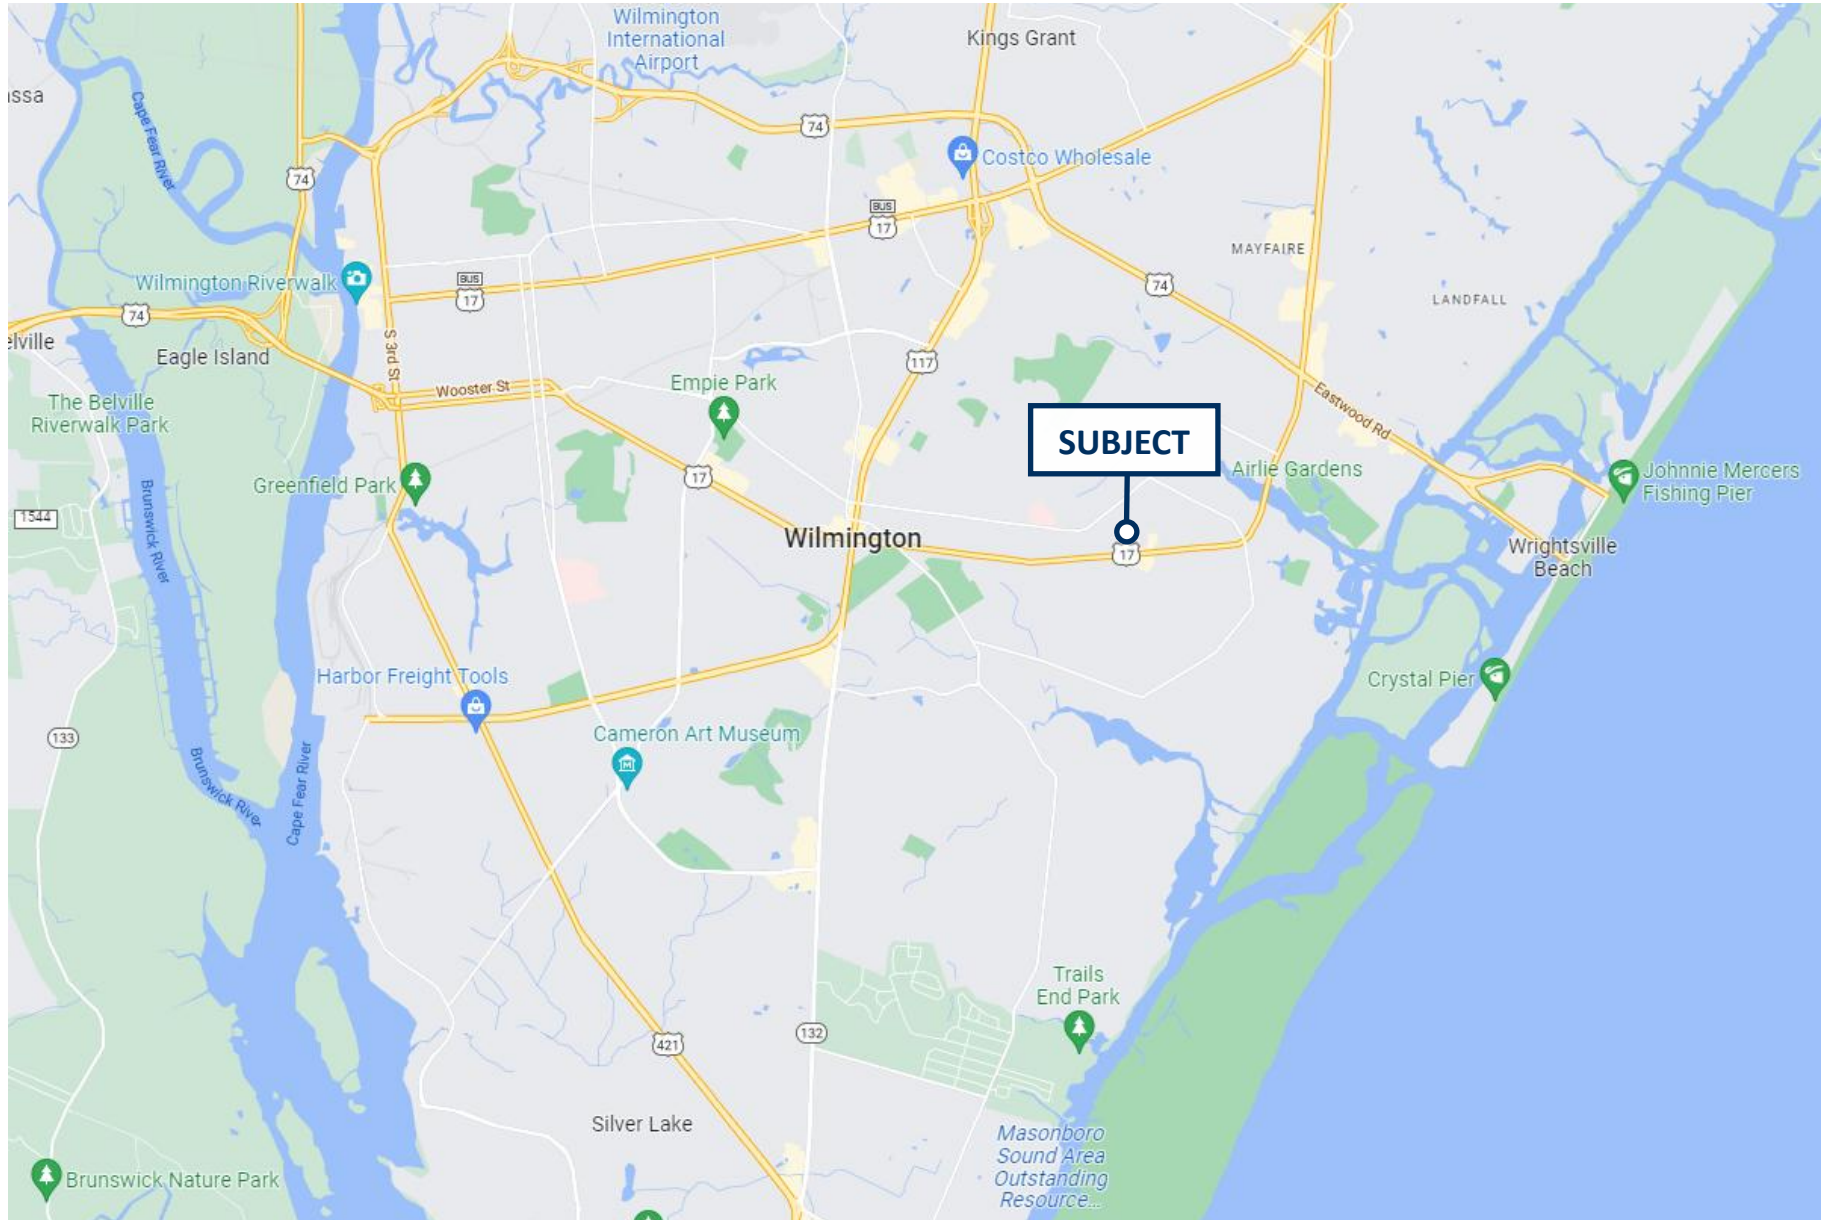 Wilmington
International
Airport
Kings Grant
Cape Fear River
74
Costco Wholesale
74
BUS
17
MAYFAIRE
Wilmington Riverwalk
BUS
17
74
LANDFALL
74
S 3rd St
Eagle Island
117
Wooster St
Empie Park
Eastwood Rd
The Belville
Riverwalk Park
SUBJECT
17
Airlie Gardens
Johnnie Mercers
Fishing Pier
Greenfield Park
1544
Brunswick River
Wilmington
17
Wrightsville
Beach
Harbor Freight Tools
Crystal Pier
133
Cameron Art Museum
Brunswick River
Cape Fear River
Trails
End Park
421
132
Silver Lake
Masonboro
Sound Area
Outstanding
Resource...
Brunswick Nature Park